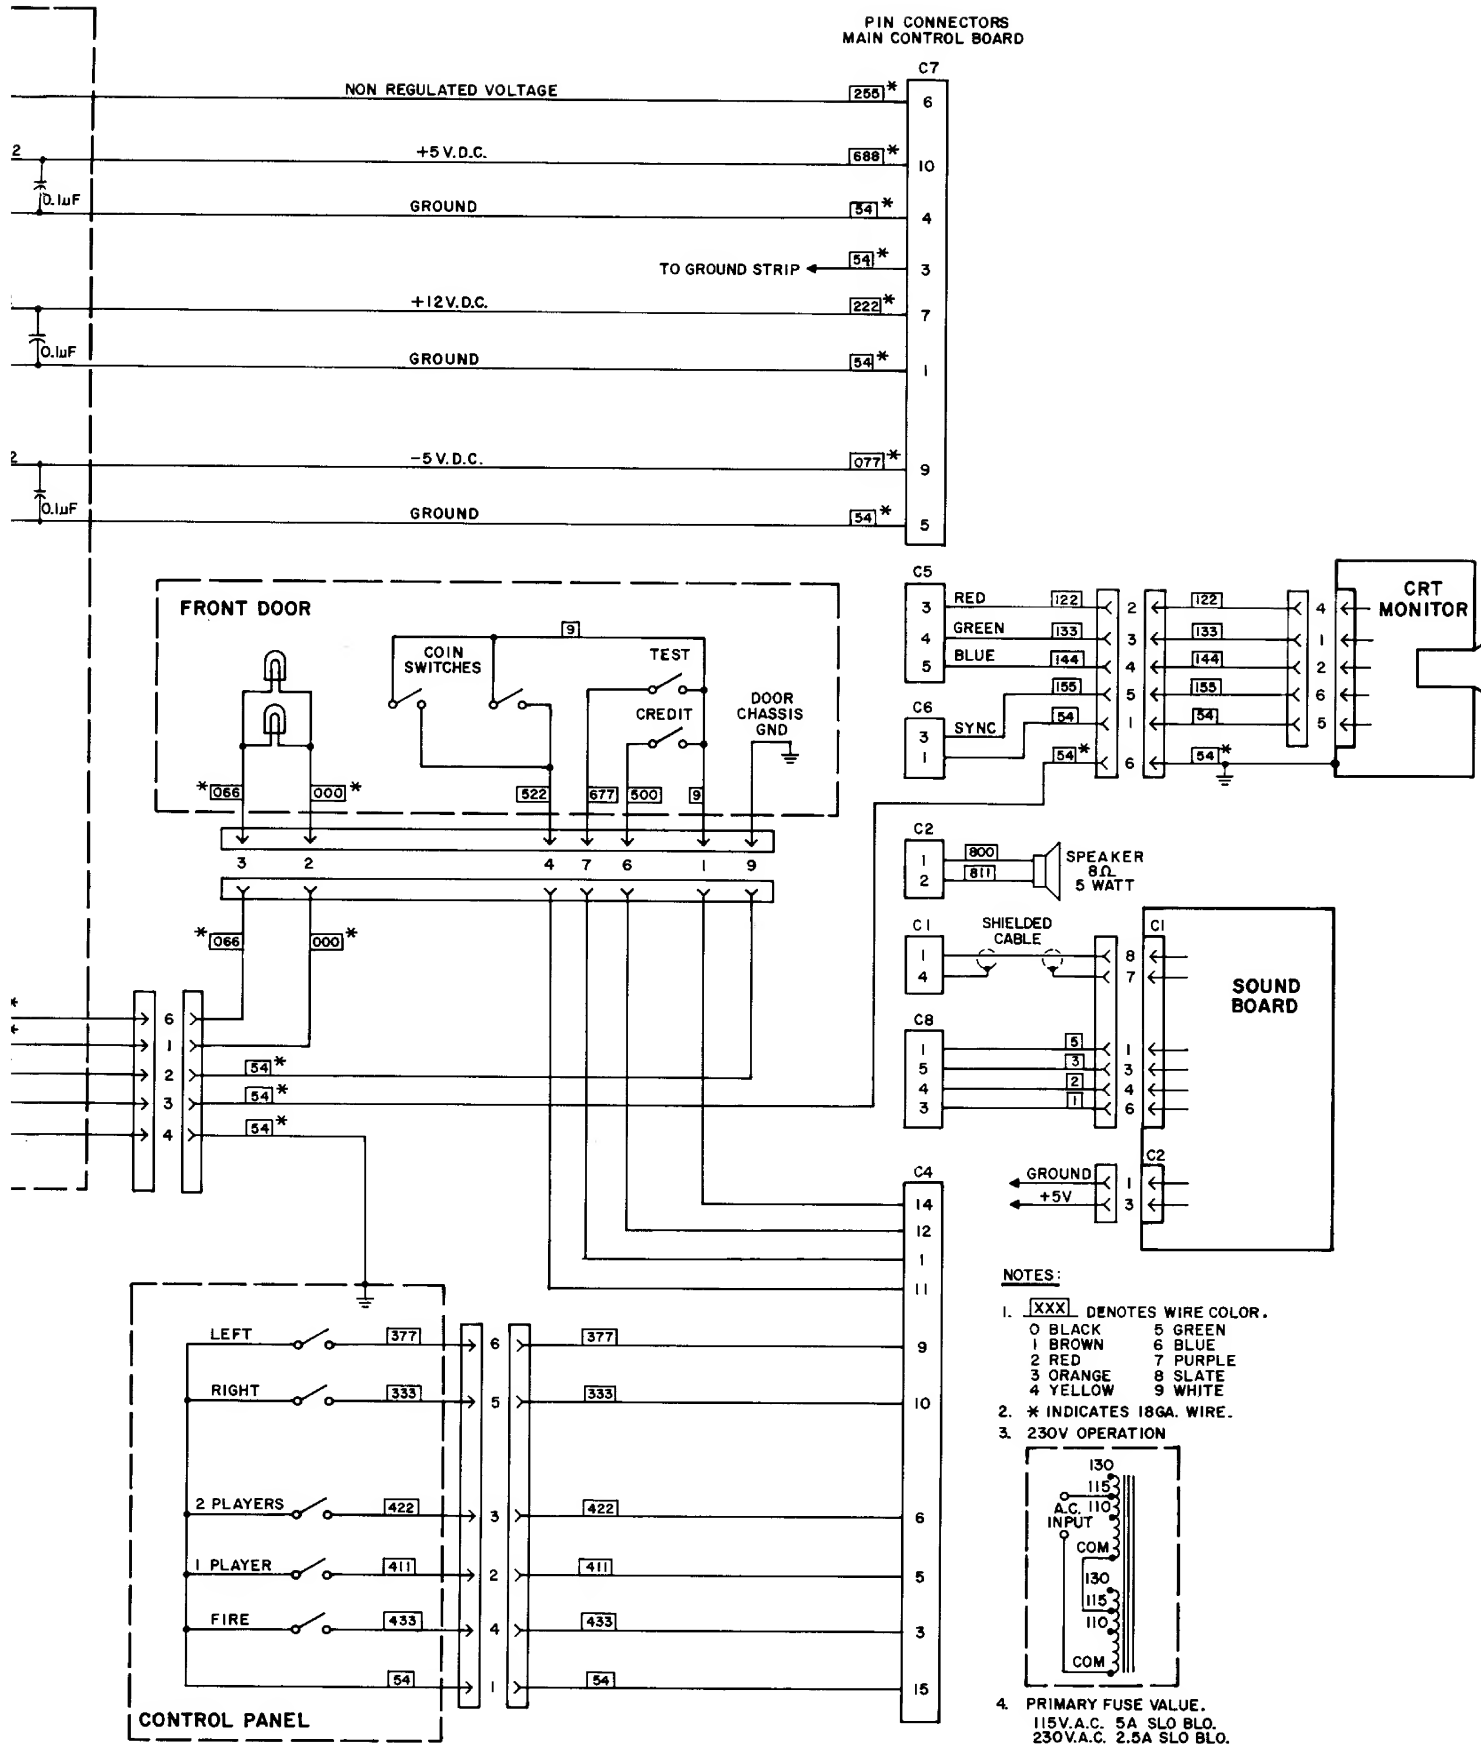 PIN CONNECTORS
MAIN CONTROL BOARD
C7
NON REGULATED VOLTAGE 255 * 6
2 +5 V.D.C. 688 * 10
0.1µF
GROUND 54 * 4
TO GROUND STRIP 54 * 3
+12V.D.C. 222 * 7
0.1µF
GROUND 54 * 1
2 -5 V.D.C. 077 * 9
0.1µF
GROUND 54 * 5
FRONT DOOR
9
COIN
SWITCHES
TEST
CREDIT
DOOR
CHASSIS
GND
* 066 000 * 522 677 500 9
3 2 4 7 6 1 9
* 066 000 *
*
*
6
1
2 54 *
3 54 *
4 54 *
C5
3 RED 122 2 122 4
4 GREEN 133 3 133 1
5 BLUE 144 4 144 2
155 5 155 6
C6
3 SYNC 54 1 54 5
1
54 * 6 54 *
CRT
MONITOR
C2
1 800
2 811
SPEAKER
8Ω
5 WATT
C1
SHIELDED
CABLE
C1
1 8
4 7
SOUND
BOARD
C8
1 5 1
5 3 3
4 2 4
3 1 6
C2
GROUND 1
+5V 3
C4
14
12
1
11
LEFT 377 6 377 9
RIGHT 333 5 333 10
2 PLAYERS 422 3 422 6
1 PLAYER 411 2 411 5
FIRE 433 4 433 3
54 1 54 15
CONTROL PANEL
NOTES:
1. XXX DENOTES WIRE COLOR.
0 BLACK 5 GREEN
1 BROWN 6 BLUE
2 RED 7 PURPLE
3 ORANGE 8 SLATE
4 YELLOW 9 WHITE
2. * INDICATES 18GA. WIRE.
3. 230V OPERATION
130
115
A.C. 110
INPUT
COM
130
115
110
COM
4. PRIMARY FUSE VALUE.
115V.A.C. 5A SLO BLO.
230V.A.C. 2.5A SLO BLO.